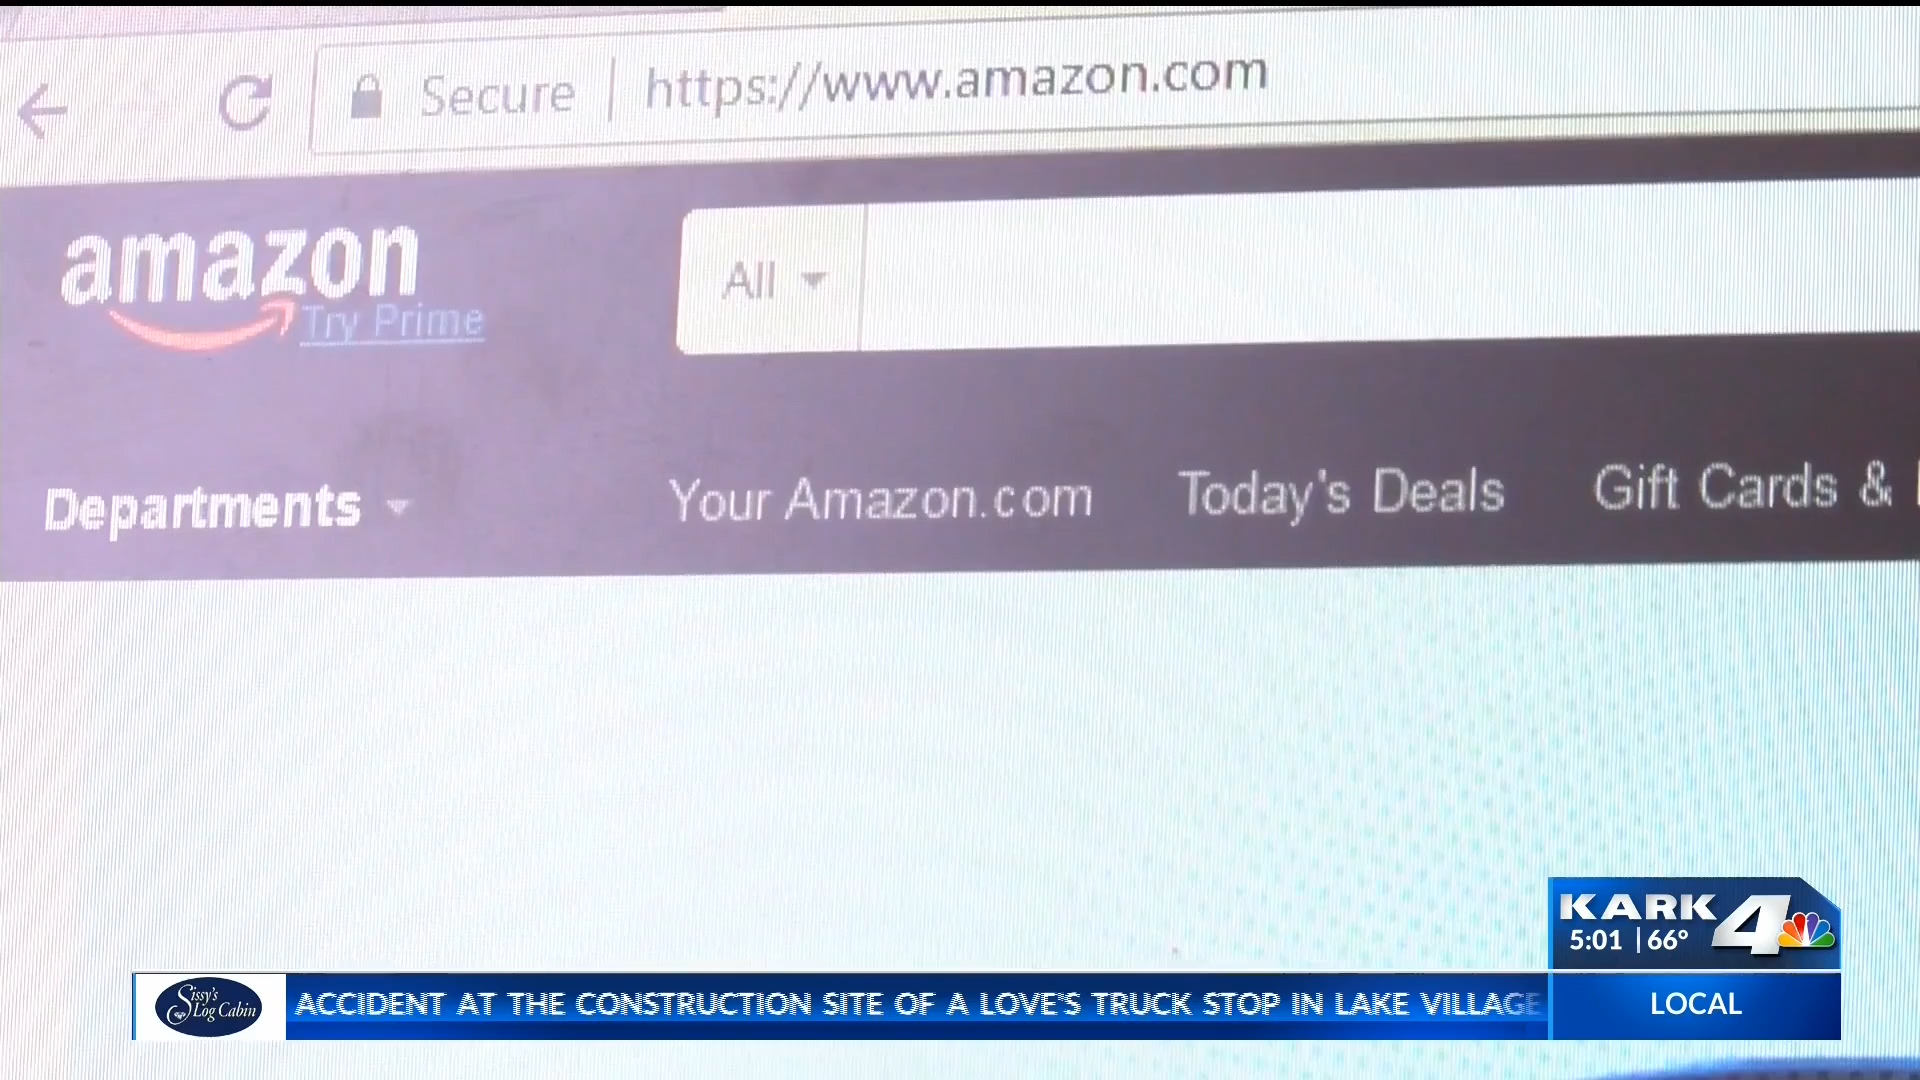 Secure | https://www.amazon.com
amazon
Try Prime
All
Departments
Your Amazon.com
Today's Deals
Gift Cards &
KARK 4
5:01 | 66°
Sissy's
Log Cabin
ACCIDENT AT THE CONSTRUCTION SITE OF A LOVE'S TRUCK STOP IN LAKE VILLAGE
LOCAL